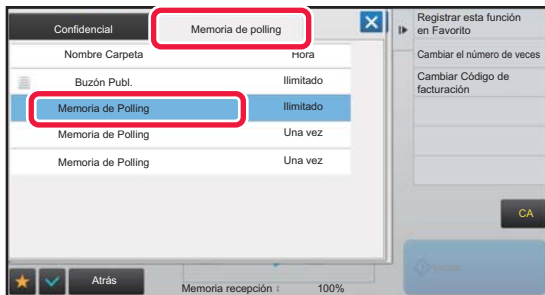 Confidencial
Memoria de polling
Nombre Carpeta Hora
Buzón Publ. Ilimitado
Memoria de Polling Ilimitado
Memoria de Polling Una vez
Memoria de Polling Una vez
Registrar esta función
en Favorito
Cambiar el número de veces
Cambiar Código de
facturación
CA
Atrás
Memoria recepción : 100%